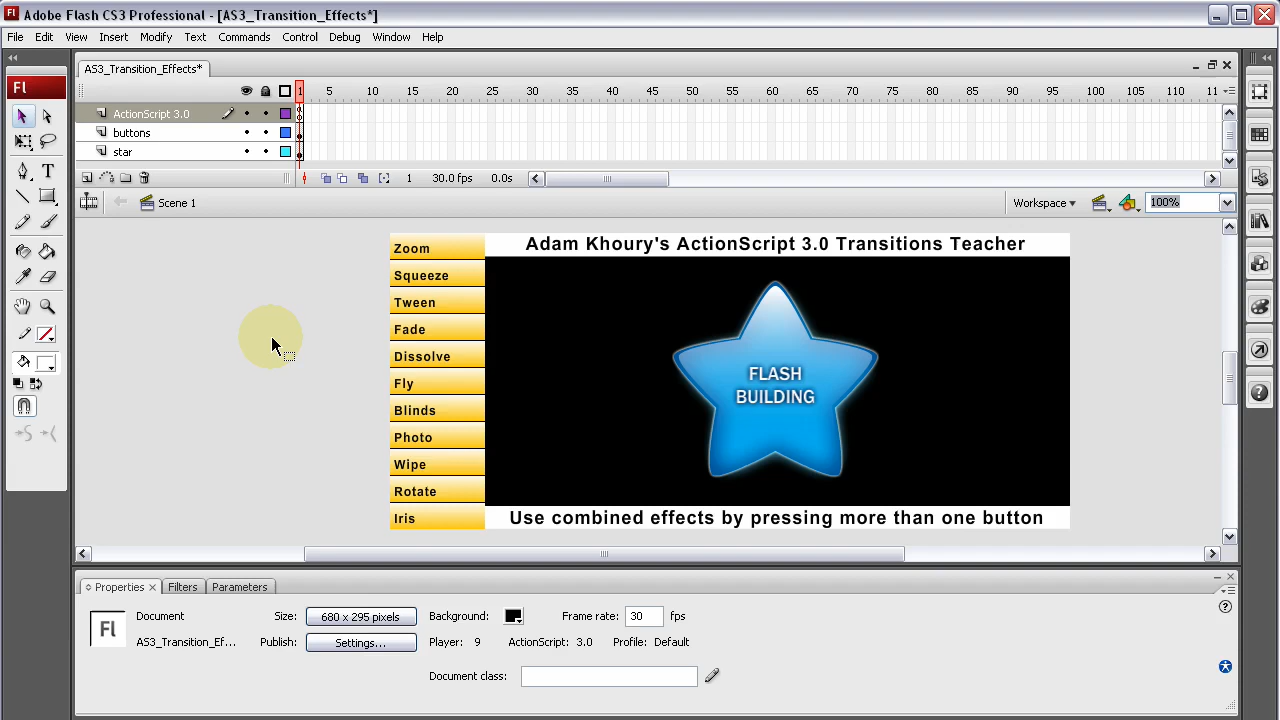 Adobe Flash CS3 Professional - [AS3_Transition_Effects*]
File Edit View Insert Modify Text Commands Control Debug Window Help
AS3_Transition_Effects*
Fl
1 5 10 15 20 25 30 35 40 45 50 55 60 65 70 75 80 85 90 95 100 105 11
ActionScript 3.0
buttons
star
1 30.0 fps 0.0s
Scene 1
Workspace
100%
Adam Khoury's ActionScript 3.0 Transitions Teacher
Zoom
Squeeze
Tween
Fade
Dissolve
Fly
Blinds
Photo
Wipe
Rotate
Iris
FLASH
BUILDING
Use combined effects by pressing more than one button
Properties Filters Parameters
Fl
Document
AS3_Transition_Ef...
Size: 680 x 295 pixels
Background:
Frame rate: 30 fps
Publish: Settings...
Player: 9
ActionScript: 3.0
Profile: Default
Document class: